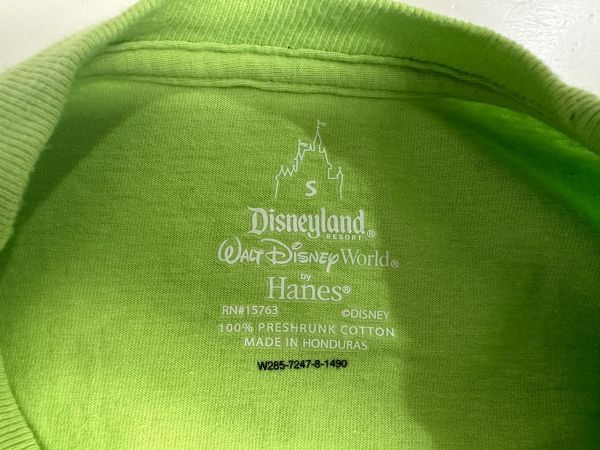 S
Disneyland®
RESORT
WALT DISNEY World®
by
Hanes®
RN#15763 ©DISNEY
100% PRESHRUNK COTTON
MADE IN HONDURAS
W285-7247-8-1490